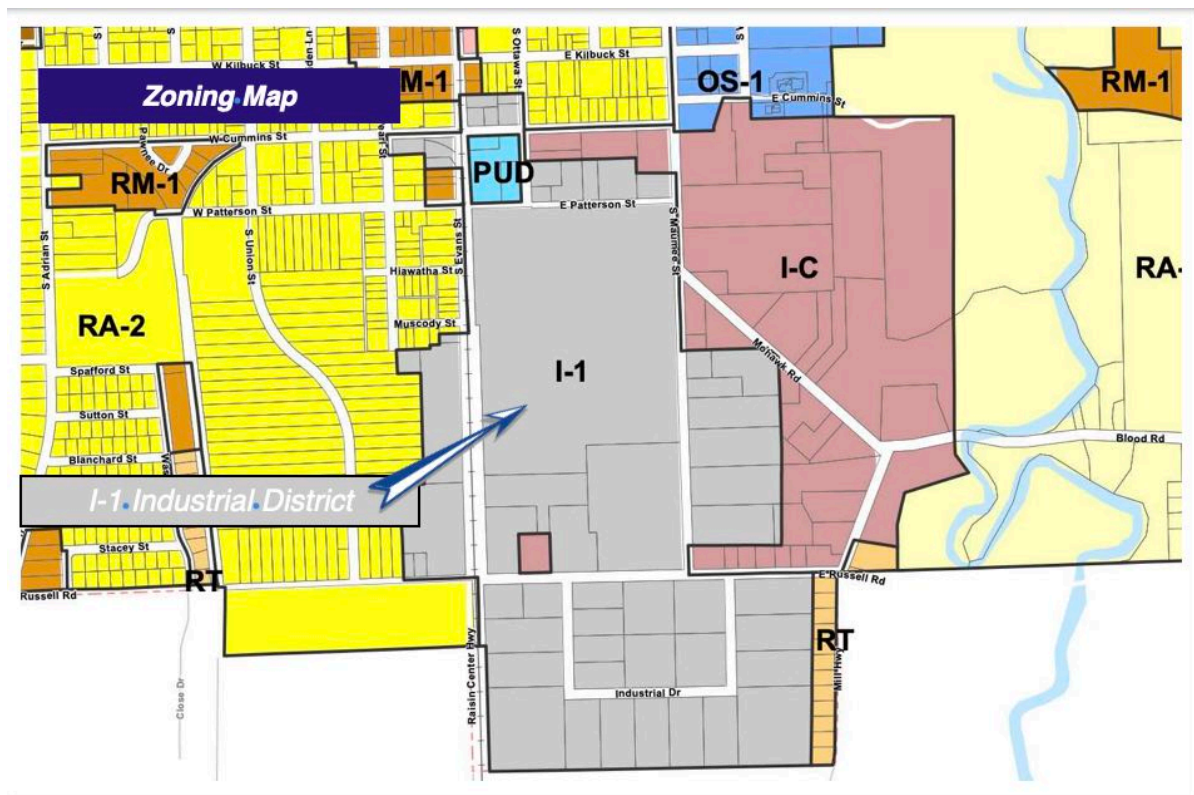 S Ottawa St
E Kilbuck St
W Kilbuck St
M-1
OS-1
RM-1
Zoning•Map
E Cummins St
Pawnee Dr
W Cummins St
PUD
RM-1
W Patterson St
E Patterson St
S Adrian St
S Union St
S Evans St
S Maumee St
Hiawatha St
I-C
RA-
Muscody St
RA-2
Mohawk Rd
Spafford St
I-1
Sutton St
Blood Rd
Blanchard St
I-1•Industrial•District
Stacey St
RT
E Russell Rd
Russell Rd
RT
Mill Hwy
Raisin Center Hwy
Close Dr
Industrial Dr